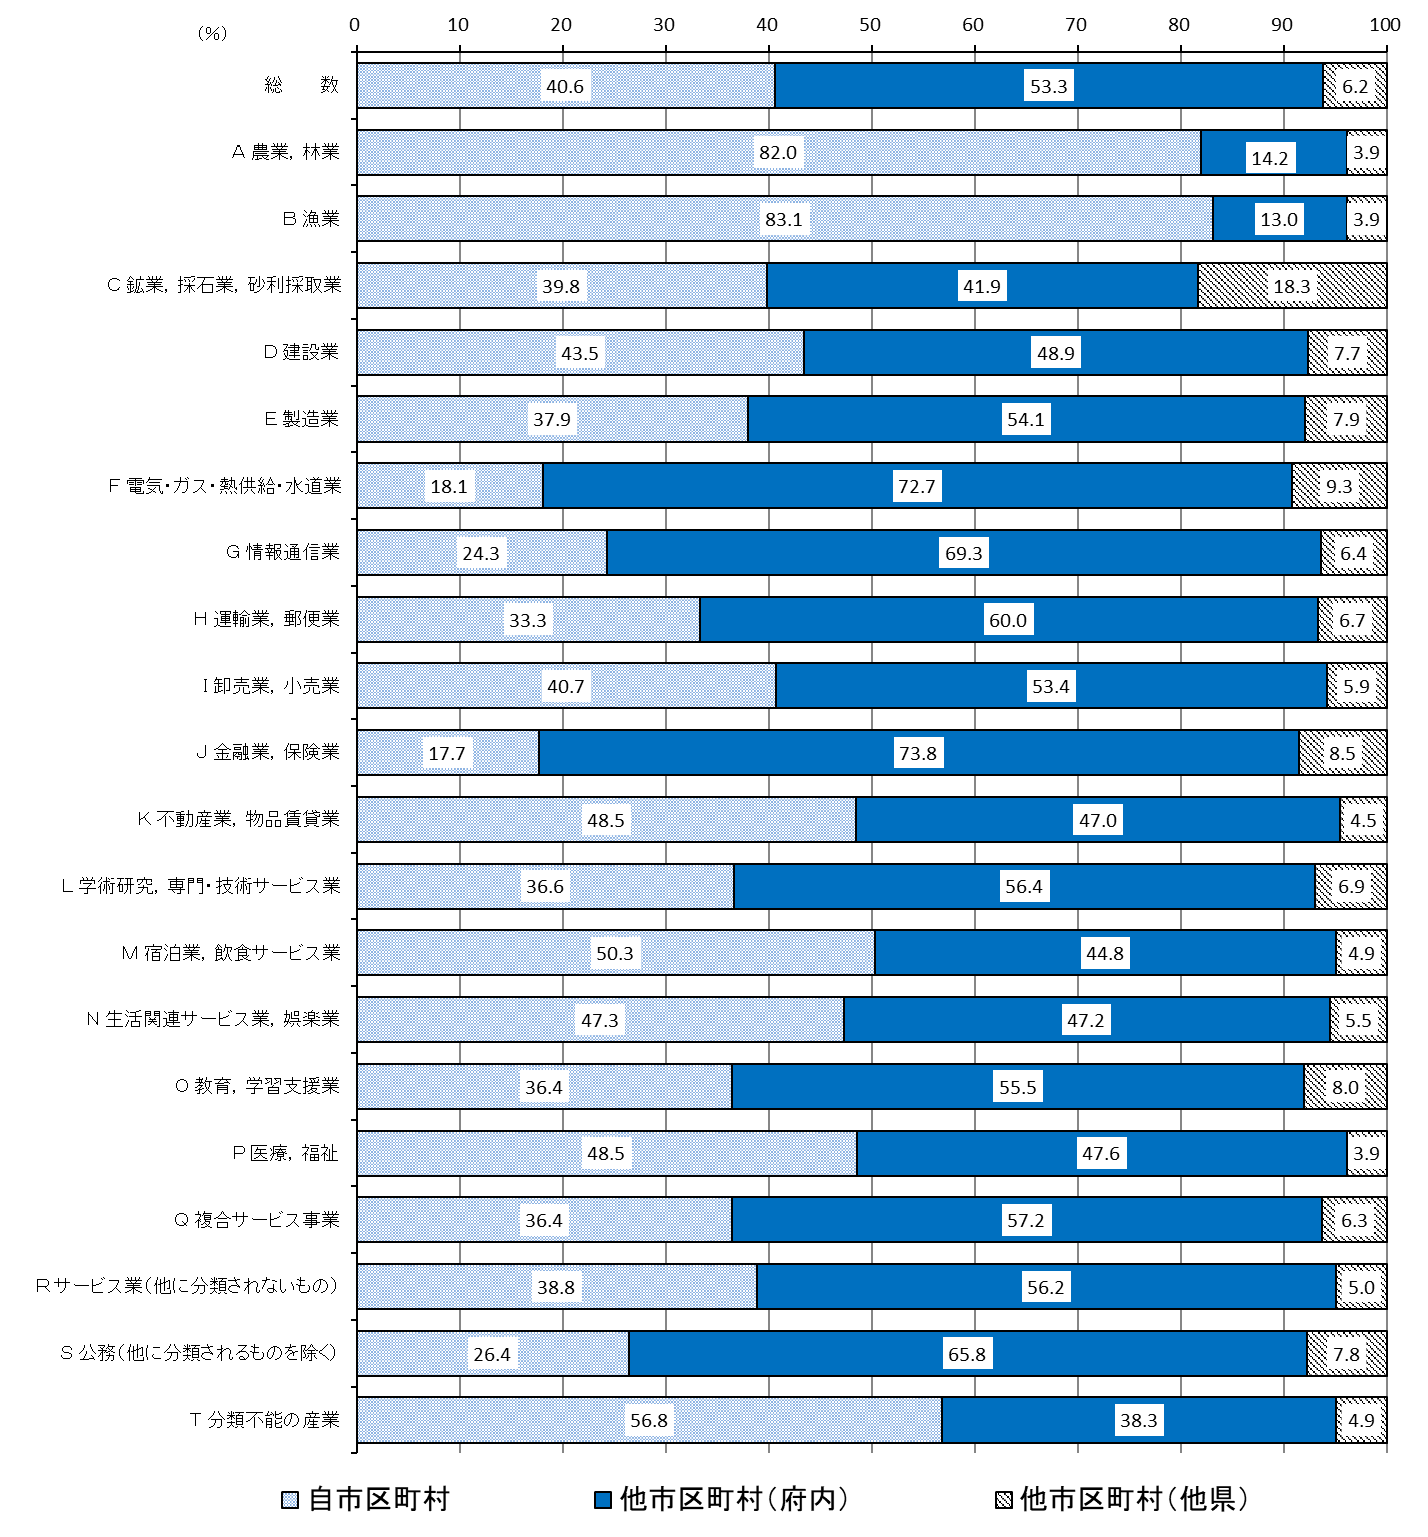 (%)
0 10 20 30 40 50 60 70 80 90 100
総　　数 40.6 53.3 6.2
A 農業，林業 82.0 14.2 3.9
B 漁業 83.1 13.0 3.9
C 鉱業，採石業，砂利採取業 39.8 41.9 18.3
D 建設業 43.5 48.9 7.7
E 製造業 37.9 54.1 7.9
F 電気・ガス・熱供給・水道業 18.1 72.7 9.3
G 情報通信業 24.3 69.3 6.4
H 運輸業，郵便業 33.3 60.0 6.7
I 卸売業，小売業 40.7 53.4 5.9
J 金融業，保険業 17.7 73.8 8.5
K 不動産業，物品賃貸業 48.5 47.0 4.5
L 学術研究，専門・技術サービス業 36.6 56.4 6.9
M 宿泊業，飲食サービス業 50.3 44.8 4.9
N 生活関連サービス業，娯楽業 47.3 47.2 5.5
O 教育，学習支援業 36.4 55.5 8.0
P 医療，福祉 48.5 47.6 3.9
Q 複合サービス事業 36.4 57.2 6.3
R サービス業（他に分類されないもの） 38.8 56.2 5.0
S 公務（他に分類されるものを除く） 26.4 65.8 7.8
T 分類不能の産業 56.8 38.3 4.9
自市区町村 他市区町村（府内） 他市区町村（他県）